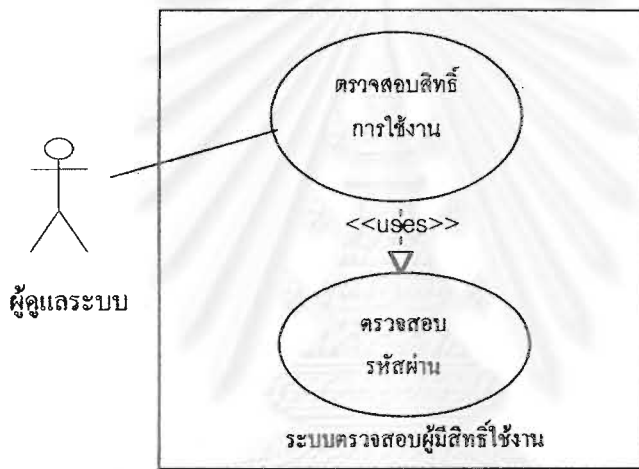 ตรวจสอบสิทธิ์
การใช้งาน
<<uses>>
ผู้ดูแลระบบ
ตรวจสอบ
รหัสผ่าน
ระบบตรวจสอบผู้มีสิทธิ์ใช้งาน